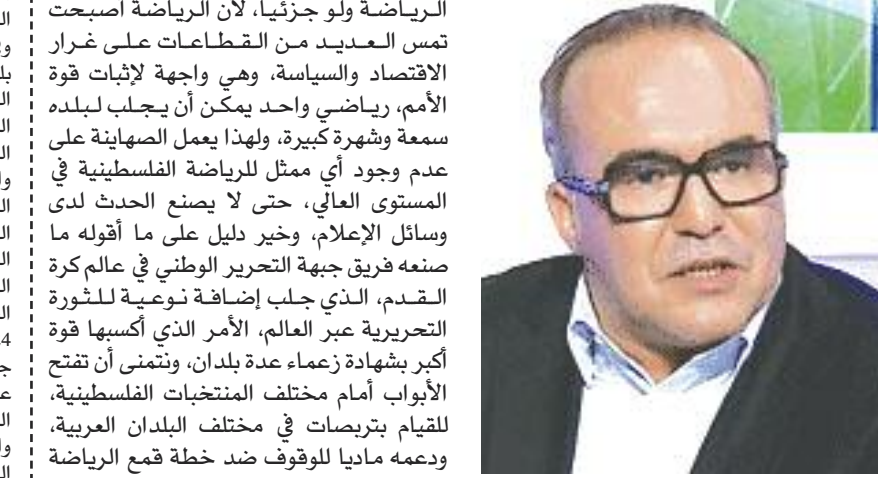 الرياضة ولو جزئيا، لأن الرياضة أصبحت
تمس العديد من القطاعات على غرار
الاقتصاد والسياسة، وهي واجهة لإثبات قوة
الأمم، رياضي واحد يمكن أن يجلب لبلده
سمعة وشهرة كبيرة، ولهذا يعمل الصهاينة على
عدم وجود أي ممثل للرياضة الفلسطينية في
المستوى العالي، حتى لا يصنع الحدث لدى
وسائل الإعلام، وخير دليل على ما أقوله ما
صنعه فريق جبهة التحرير الوطني في عالم كرة
القدم، الذي جلب إضافة نوعية للثورة
التحريرية عبر العالم، الأمر الذي أكسبها قوة
أكبر بشهادة زعماء عدة بلدان، ونتمنى أن تفتح
الأبواب أمام مختلف المنتخبات الفلسطينية،
للقيام بتربصات في مختلف البلدان العربية،
ودعمه ماديا للوقوف ضد خطة قمع الرياضة